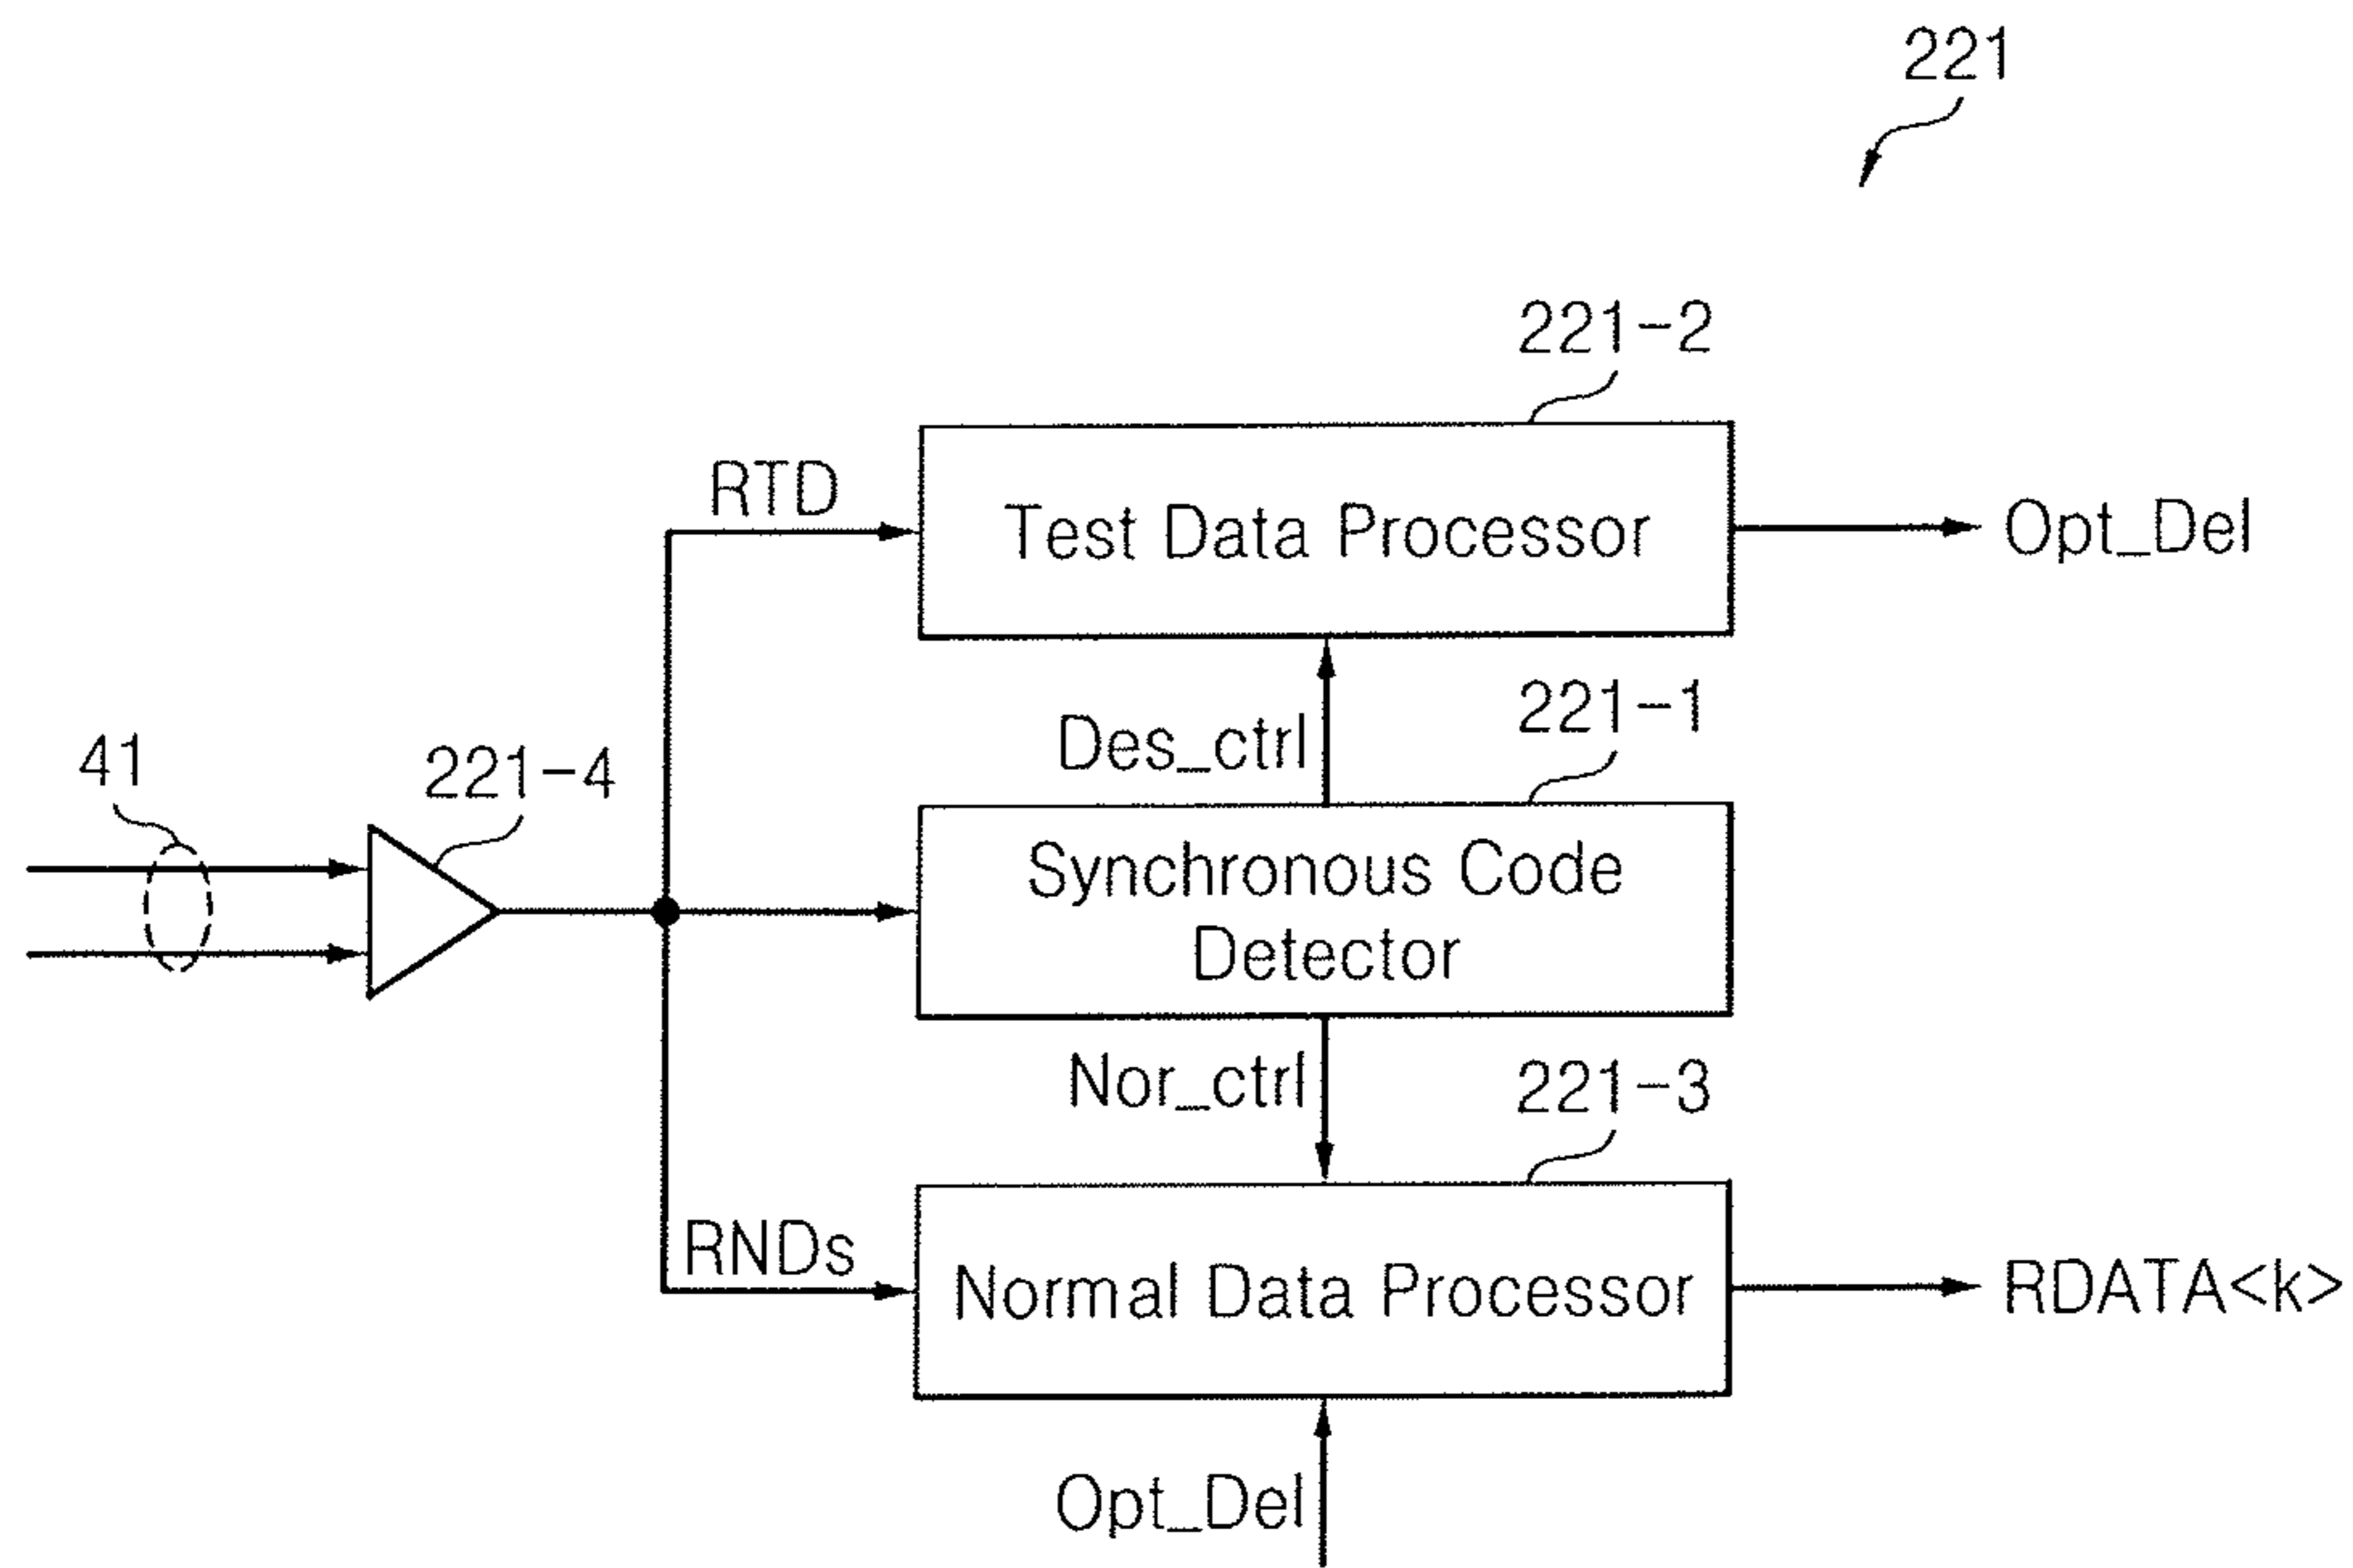 221
221-2
RTD
Test Data Processor
Opt_Del
Des_ctrl
221-1
41
221-4
Synchronous Code
Detector
Nor_ctrl
221-3
RNDs
Normal Data Processor
RDATA<k>
Opt_Del